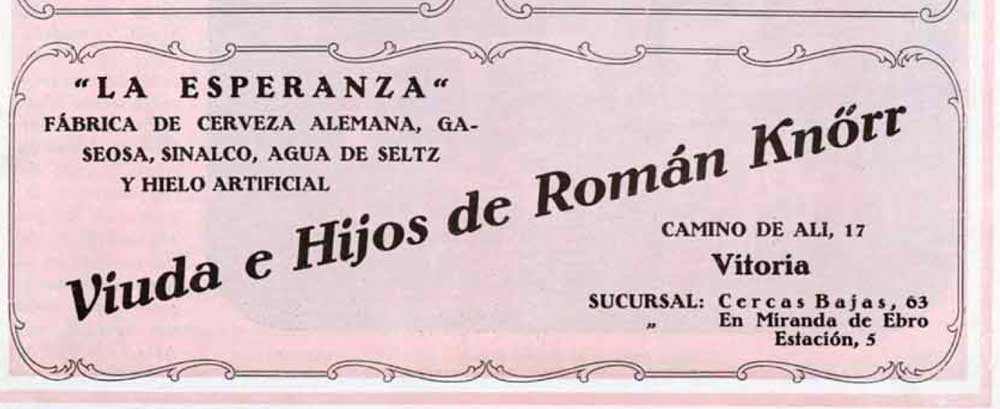 “LA ESPERANZA“
FÁBRICA DE CERVEZA ALEMANA, GA-
SEOSA, SINALCO, AGUA DE SELTZ
Y HIELO ARTIFICIAL
Viuda e Hijos de Román Knőrr
CAMINO DE ALI, 17
Vitoria
SUCURSAL: Cercas Bajas, 63
„ En Miranda de Ebro
Estación, 5